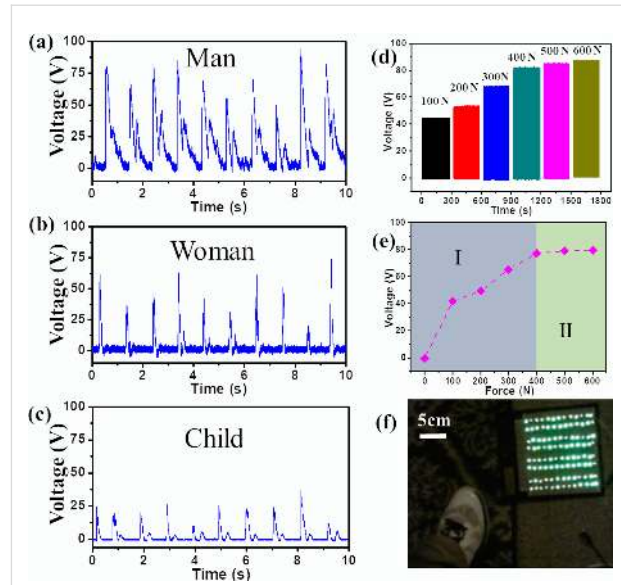 (a)
Man
Voltage (V)
100
75
50
25
0
0 2 4 6 8 10
Time (s)
(b)
Woman
Voltage (V)
100
75
50
25
0
0 2 4 6 8 10
Time (s)
(c)
Child
Voltage (V)
100
75
50
25
0
0 2 4 6 8 10
Time (s)
(d)
100 N
200 N
300N
400 N
500 N
600 N
Voltage (V)
80
60
40
20
0
0 300 600 900 1200 1500 1800
Time (s)
(e)
I
II
Voltage (V)
100
80
60
40
20
0
0 100 200 300 400 500 600
Force (N)
(f)
5cm